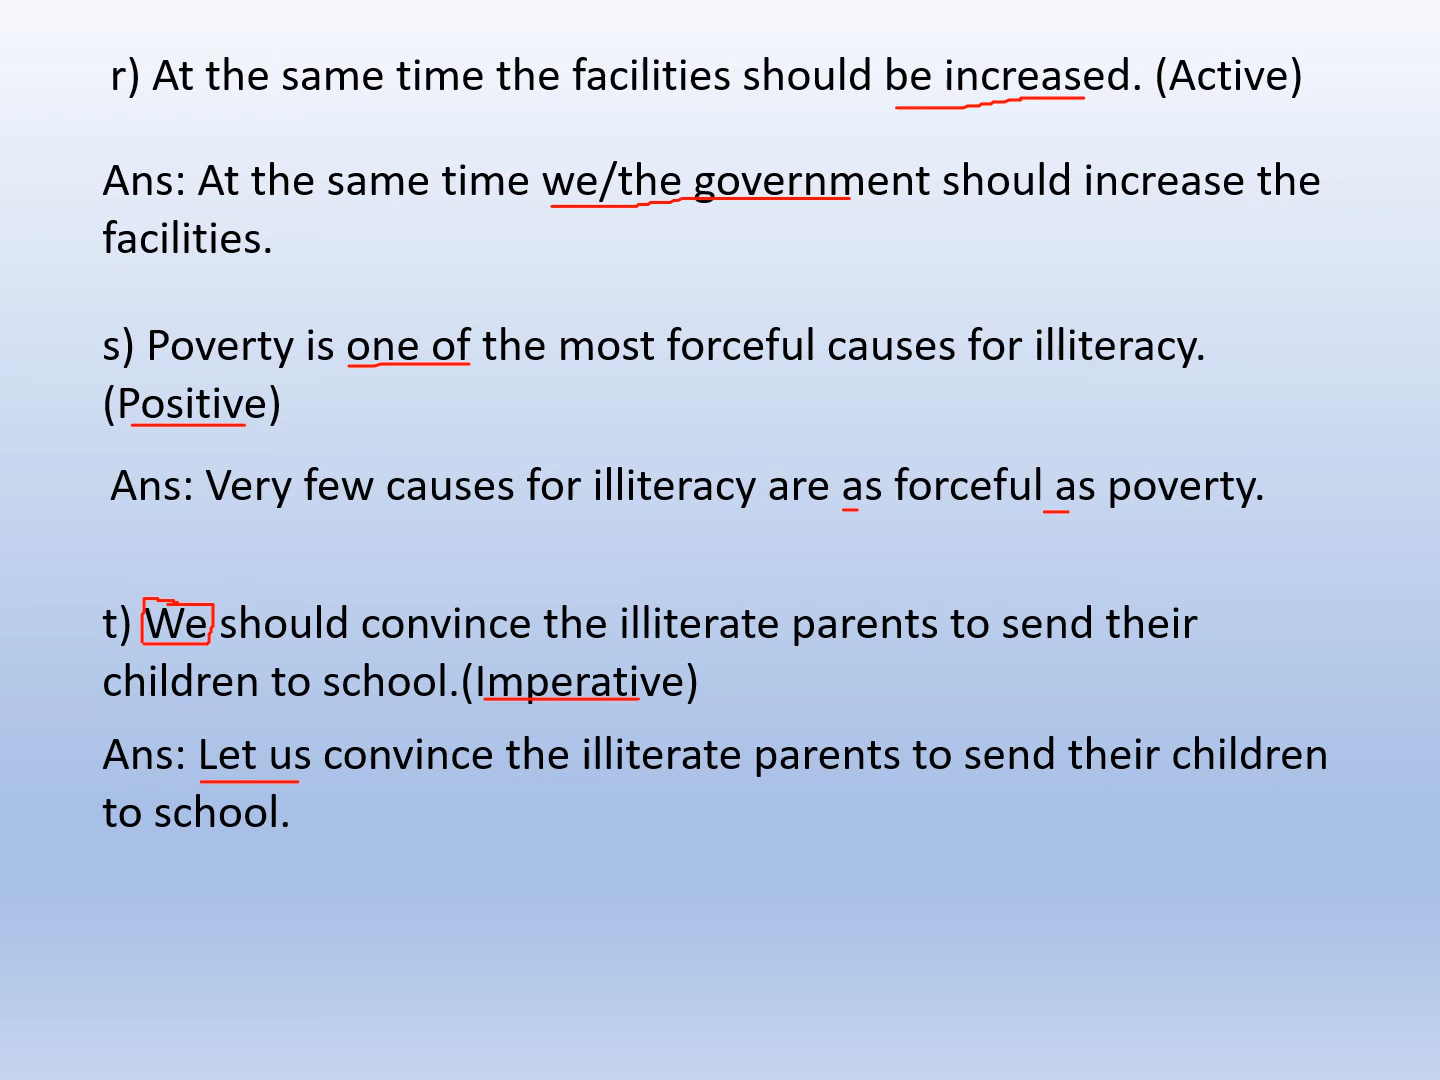 r) At the same time the facilities should be increased. (Active)
Ans: At the same time we/the government should increase the
facilities.
s) Poverty is one of the most forceful causes for illiteracy.
(Positive)
Ans: Very few causes for illiteracy are as forceful as poverty.
t) We should convince the illiterate parents to send their
children to school.(Imperative)
Ans: Let us convince the illiterate parents to send their children
to school.